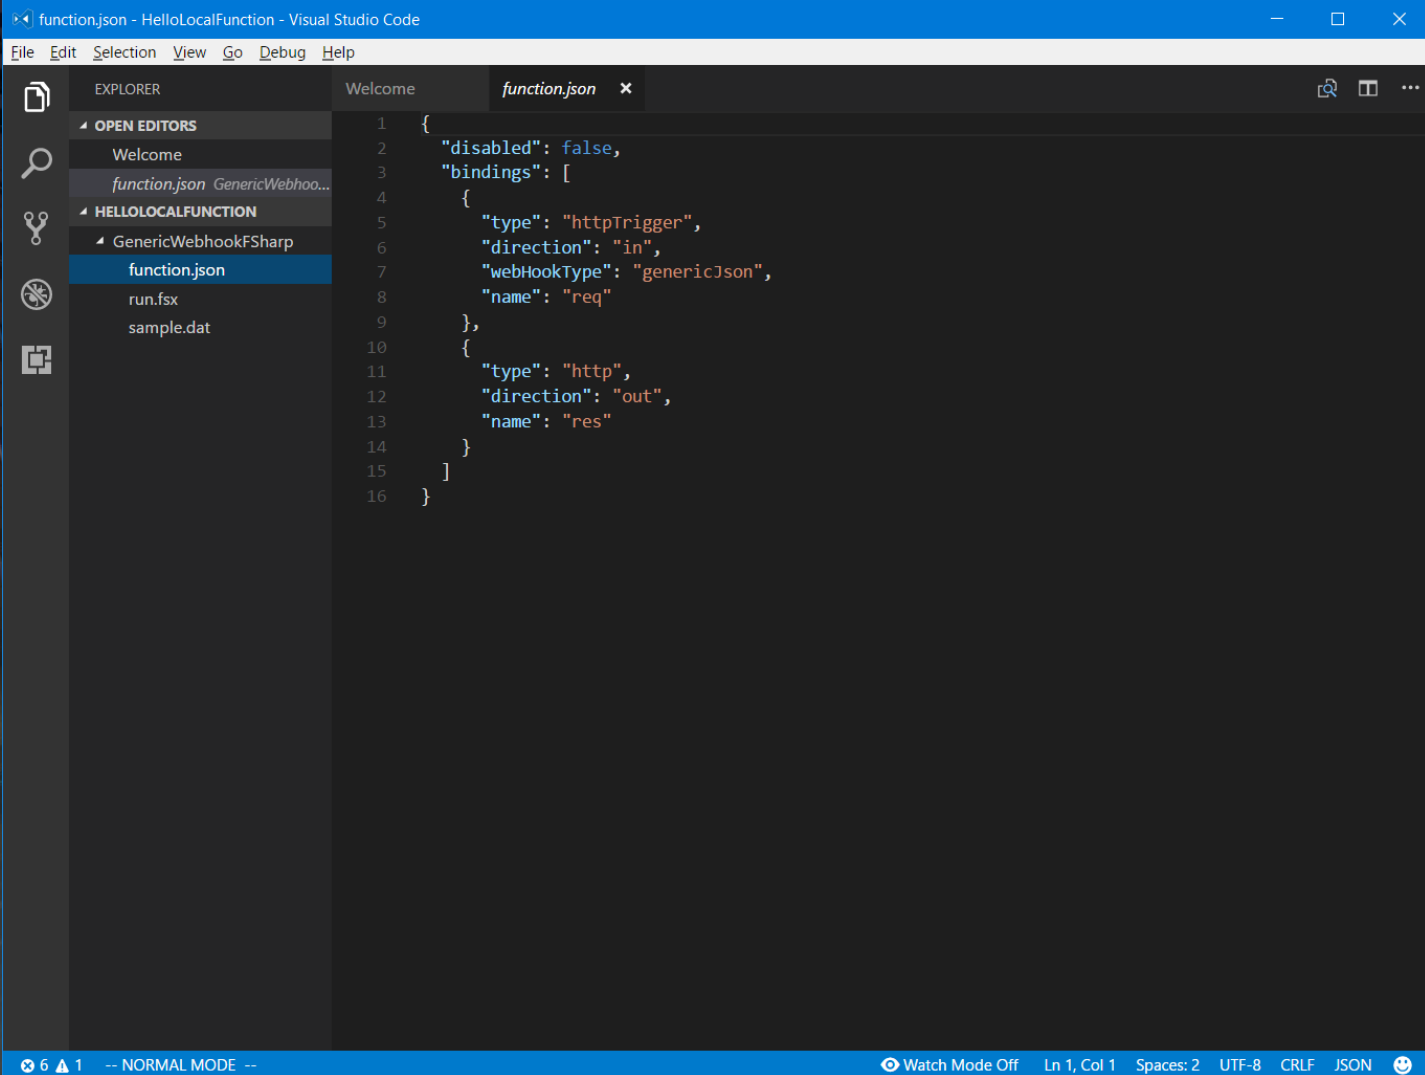 function.json - HelloLocalFunction - Visual Studio Code
File Edit Selection View Go Debug Help
EXPLORER
OPEN EDITORS
Welcome
function.json GenericWebhoo...
HELLOLOCALFUNCTION
GenericWebhookFSharp
function.json
run.fsx
sample.dat
Welcome function.json
1 {
2 "disabled": false,
3 "bindings": [
4 {
5 "type": "httpTrigger",
6 "direction": "in",
7 "webHookType": "genericJson",
8 "name": "req"
9 },
10 {
11 "type": "http",
12 "direction": "out",
13 "name": "res"
14 }
15 ]
16 }
6 1 -- NORMAL MODE -- Watch Mode Off Ln 1, Col 1 Spaces: 2 UTF-8 CRLF JSON